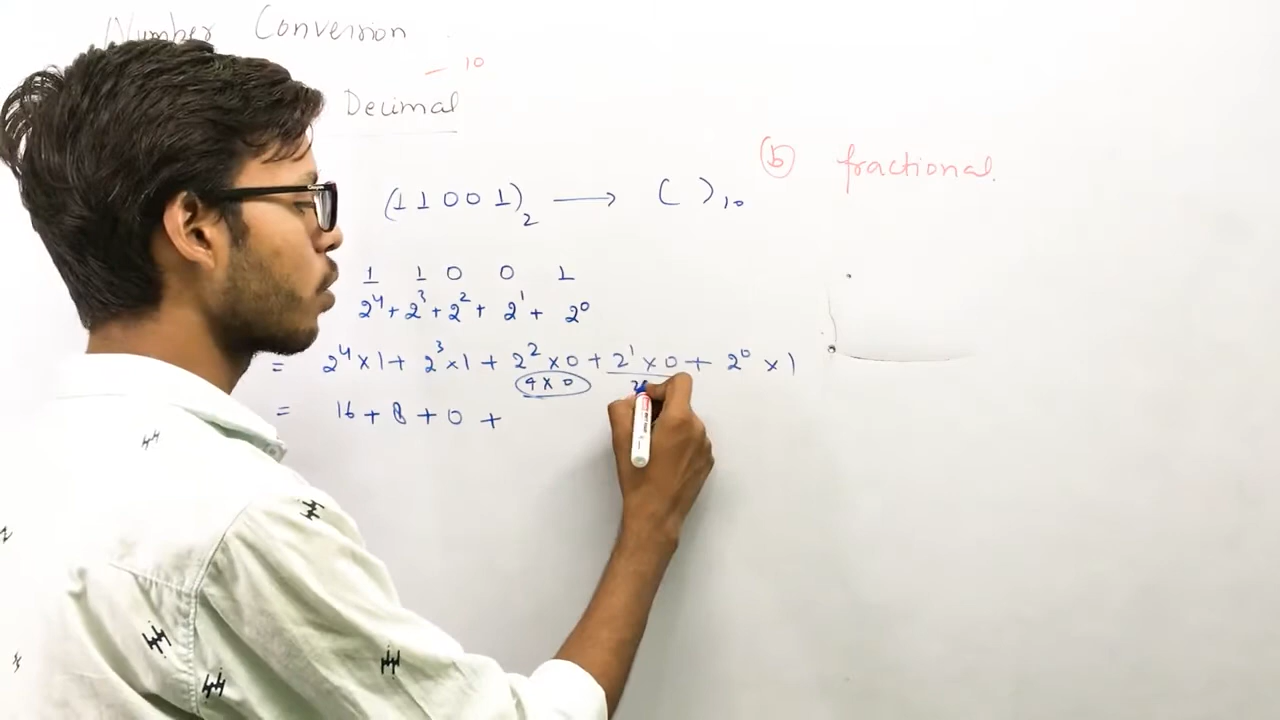 Number Conversion
– 10
Decimal
(b) fractional.
(1 1 0 0 1)₂ ⟶ ( )₁₀
1 1 0 0 1
2⁴ + 2³ + 2² + 2¹ + 2⁰
= 2⁴ × 1 + 2³ × 1 + 2² × 0 + 2¹ × 0 + 2⁰ × 1
4 × 0
= 16 + 8 + 0 +